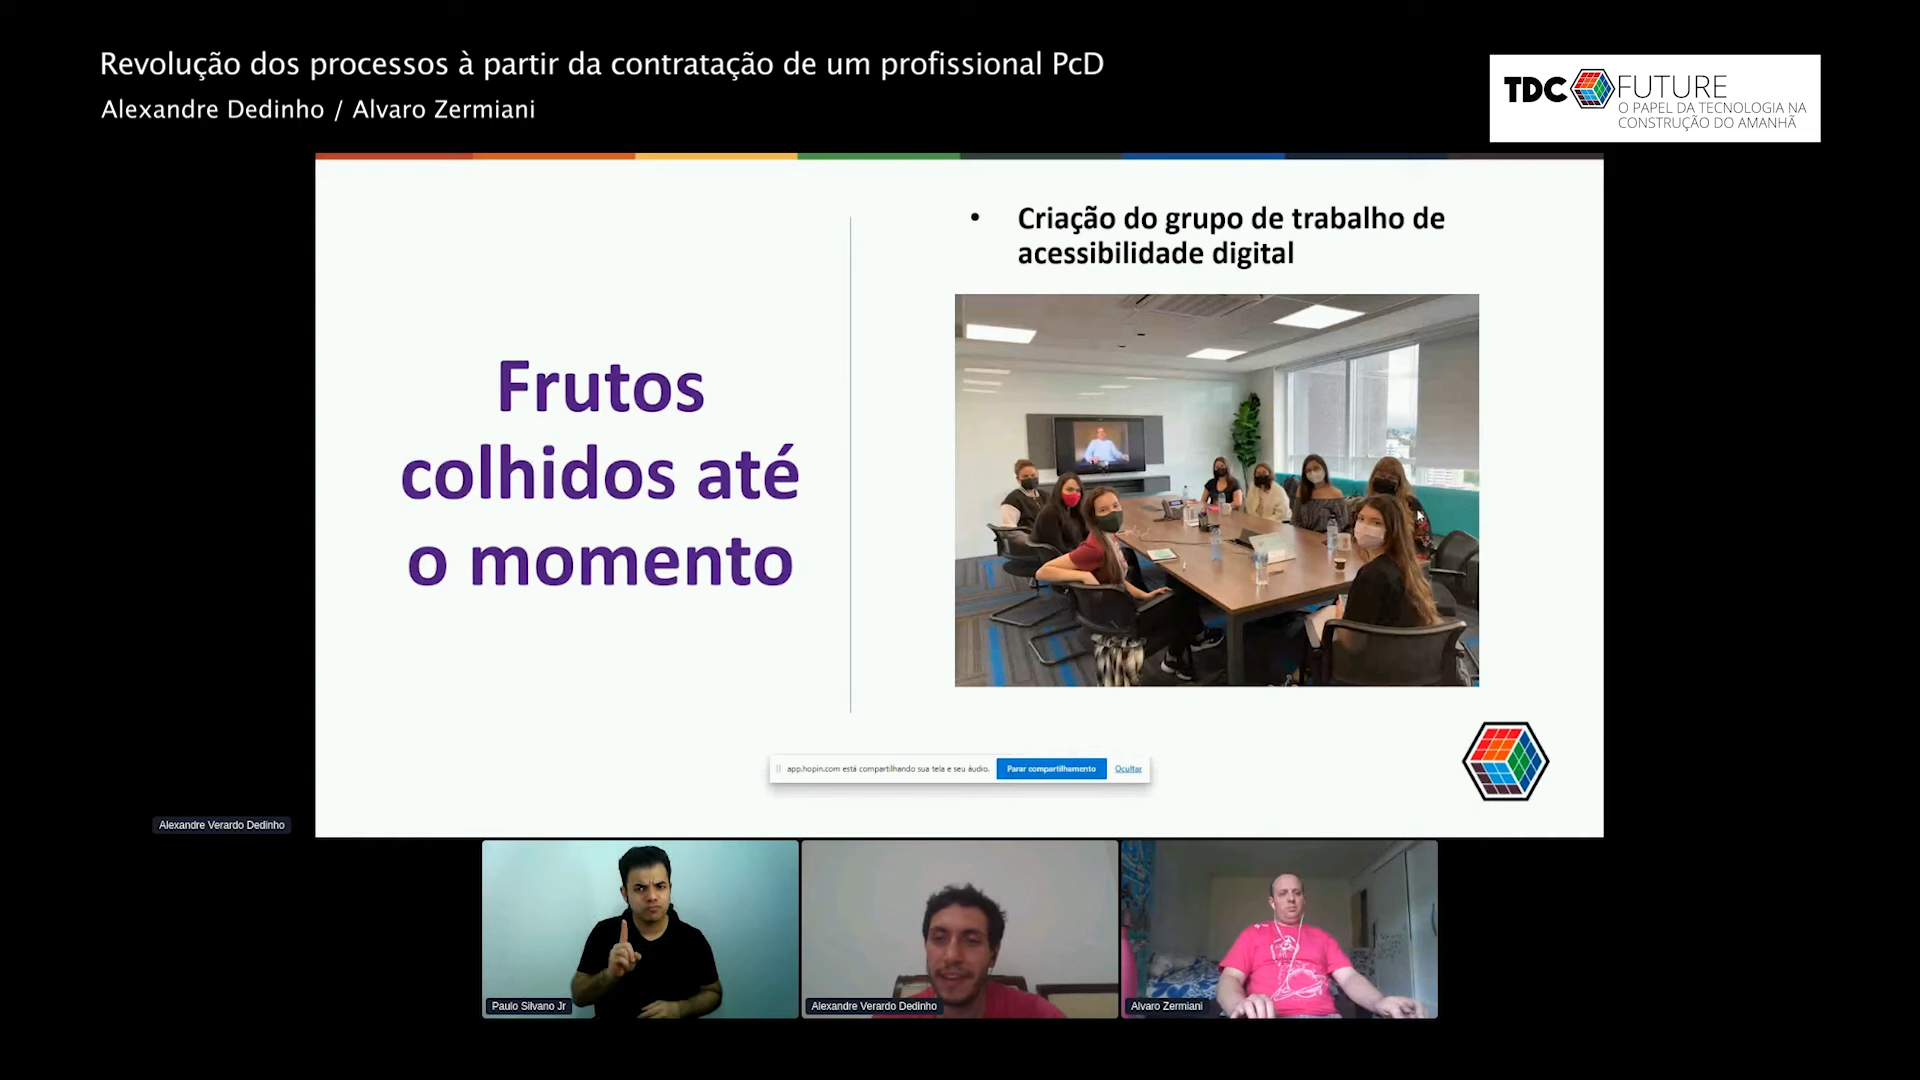 Revolução dos processos à partir da contratação de um profissional PcD
Alexandre Dedinho / Alvaro Zermiani
TDC FUTURE
O PAPEL DA TECNOLOGIA NA
CONSTRUÇÃO DO AMANHÃ
Frutos
colhidos até
o momento
• Criação do grupo de trabalho de
acessibilidade digital
app.hopin.com está compartilhando sua tela e seu áudio. Parar compartilhamento Ocultar
Alexandre Verardo Dedinho
Paulo Silvano Jr
Alexandre Verardo Dedinho
Alvaro Zermiani